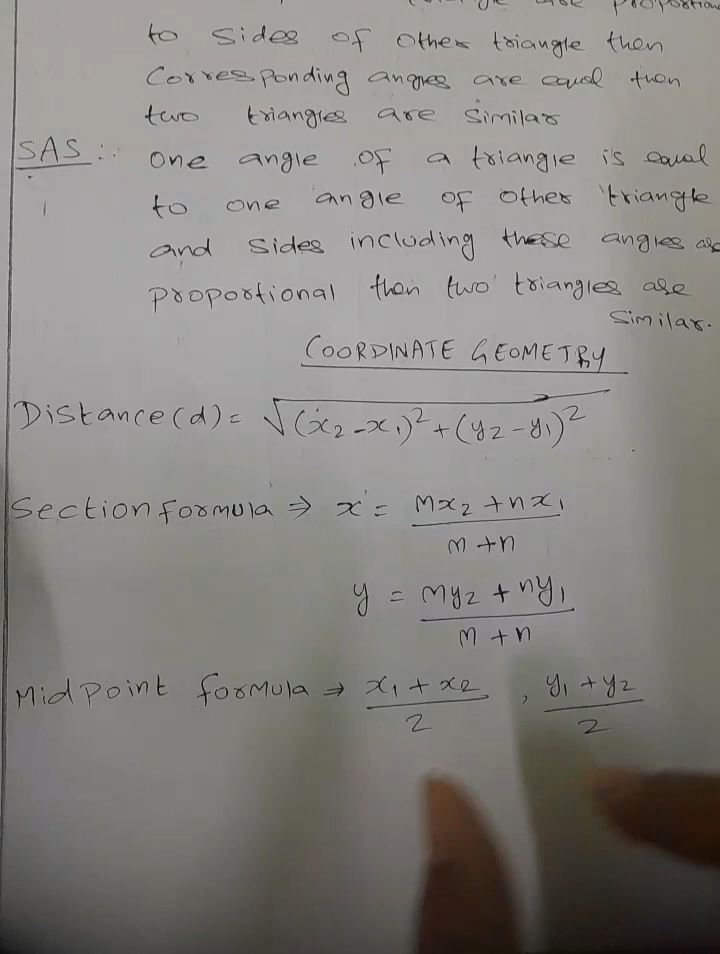 to sides of other triangle then
Corresponding angles are equal then
two triangles are similar
SAS :. one angle of a triangle is equal
to one angle of other triangle
and sides including these angles are
proportional then two triangles are
similar.
COORDINATE GEOMETRY
Distance (d) = √(x₂-x₁)² + (y₂-y₁)²
Section formula ⇒ x = mx₂ + nx₁ / m+n
y = my₂ + ny₁ / m+n
Midpoint formula ⇒ x₁ + x₂ / 2 , y₁ + y₂ / 2